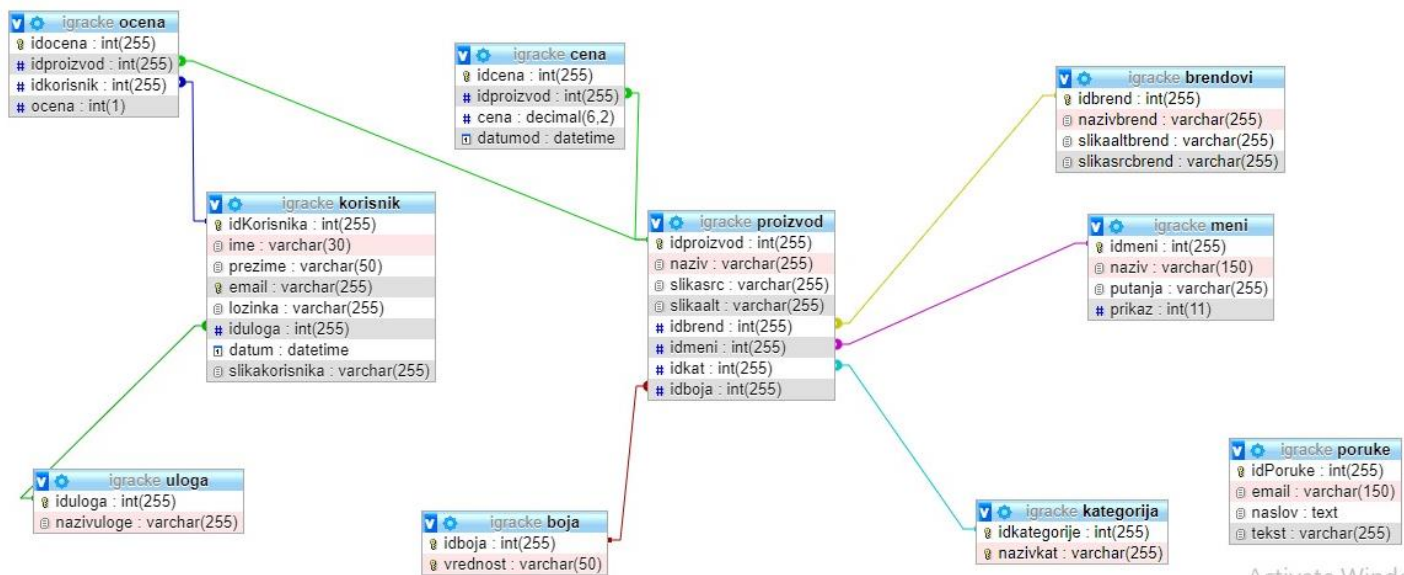 igracke ocena
idocena : int(255)
idproizvod : int(255)
idkorisnik : int(255)
ocena : int(1)
igracke cena
idcena : int(255)
idproizvod : int(255)
cena : decimal(6,2)
datumod : datetime
igracke brendovi
idbrend : int(255)
nazivbrend : varchar(255)
slikaaltbrend : varchar(255)
slikasrcbrend : varchar(255)
igracke korisnik
idKorisnika : int(255)
ime : varchar(30)
prezime : varchar(50)
email : varchar(255)
lozinka : varchar(255)
iduloga : int(255)
datum : datetime
slikakorisnika : varchar(255)
igracke proizvod
idproizvod : int(255)
naziv : varchar(255)
slikasrc : varchar(255)
slikaalt : varchar(255)
idbrend : int(255)
idmeni : int(255)
idkat : int(255)
idboja : int(255)
igracke meni
idmeni : int(255)
naziv : varchar(150)
putanja : varchar(255)
prikaz : int(11)
igracke uloga
iduloga : int(255)
nazivuloge : varchar(255)
igracke boja
idboja : int(255)
vrednost : varchar(50)
igracke kategorija
idkategorije : int(255)
nazivkat : varchar(255)
igracke poruke
idPoruke : int(255)
email : varchar(150)
naslov : text
tekst : varchar(255)